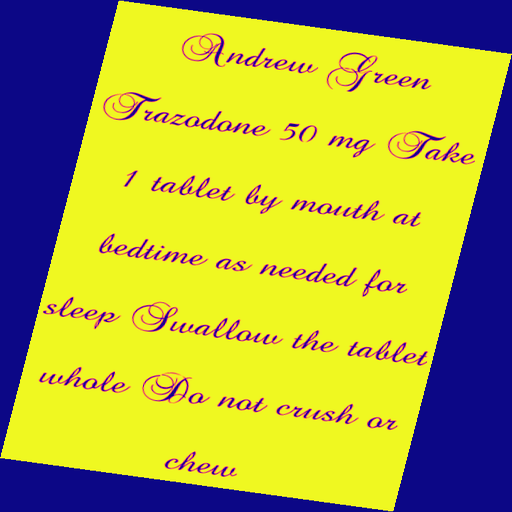 Andrew Green
Trazodone 50 mg Take
1 tablet by mouth at
bedtime as needed for
sleep Swallow the tablet
whole Do not crush or
chew